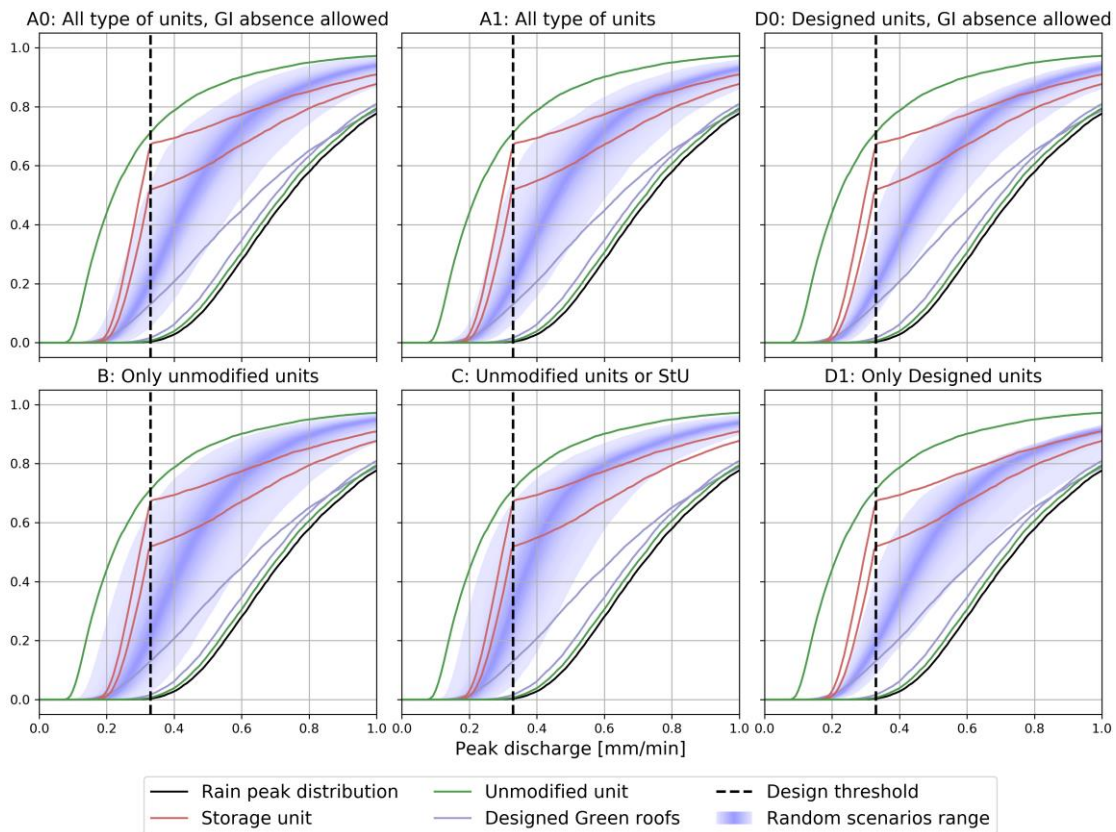 A0: All type of units, GI absence allowed
A1: All type of units
D0: Designed units, GI absence allowed
1.0
0.8
0.6
0.4
0.2
0.0
B: Only unmodified units
C: Unmodified units or StU
D1: Only Designed units
1.0
0.8
0.6
0.4
0.2
0.0
0.0 0.2 0.4 0.6 0.8 1.0
0.0 0.2 0.4 0.6 0.8 1.0
0.0 0.2 0.4 0.6 0.8 1.0
Peak discharge [mm/min]
Rain peak distribution
Unmodified unit
Design threshold
Storage unit
Designed Green roofs
Random scenarios range